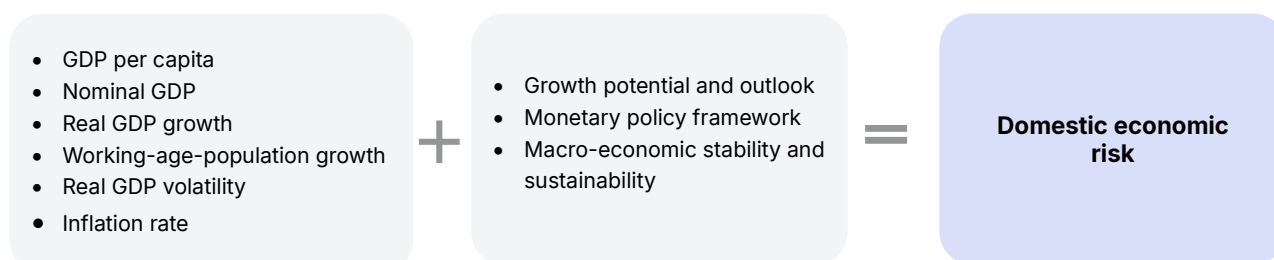 • GDP per capita
• Nominal GDP
• Real GDP growth
• Working-age-population growth
• Real GDP volatility
• Inflation rate
+
• Growth potential and outlook
• Monetary policy framework
• Macro-economic stability and
sustainability
=
Domestic economic
risk